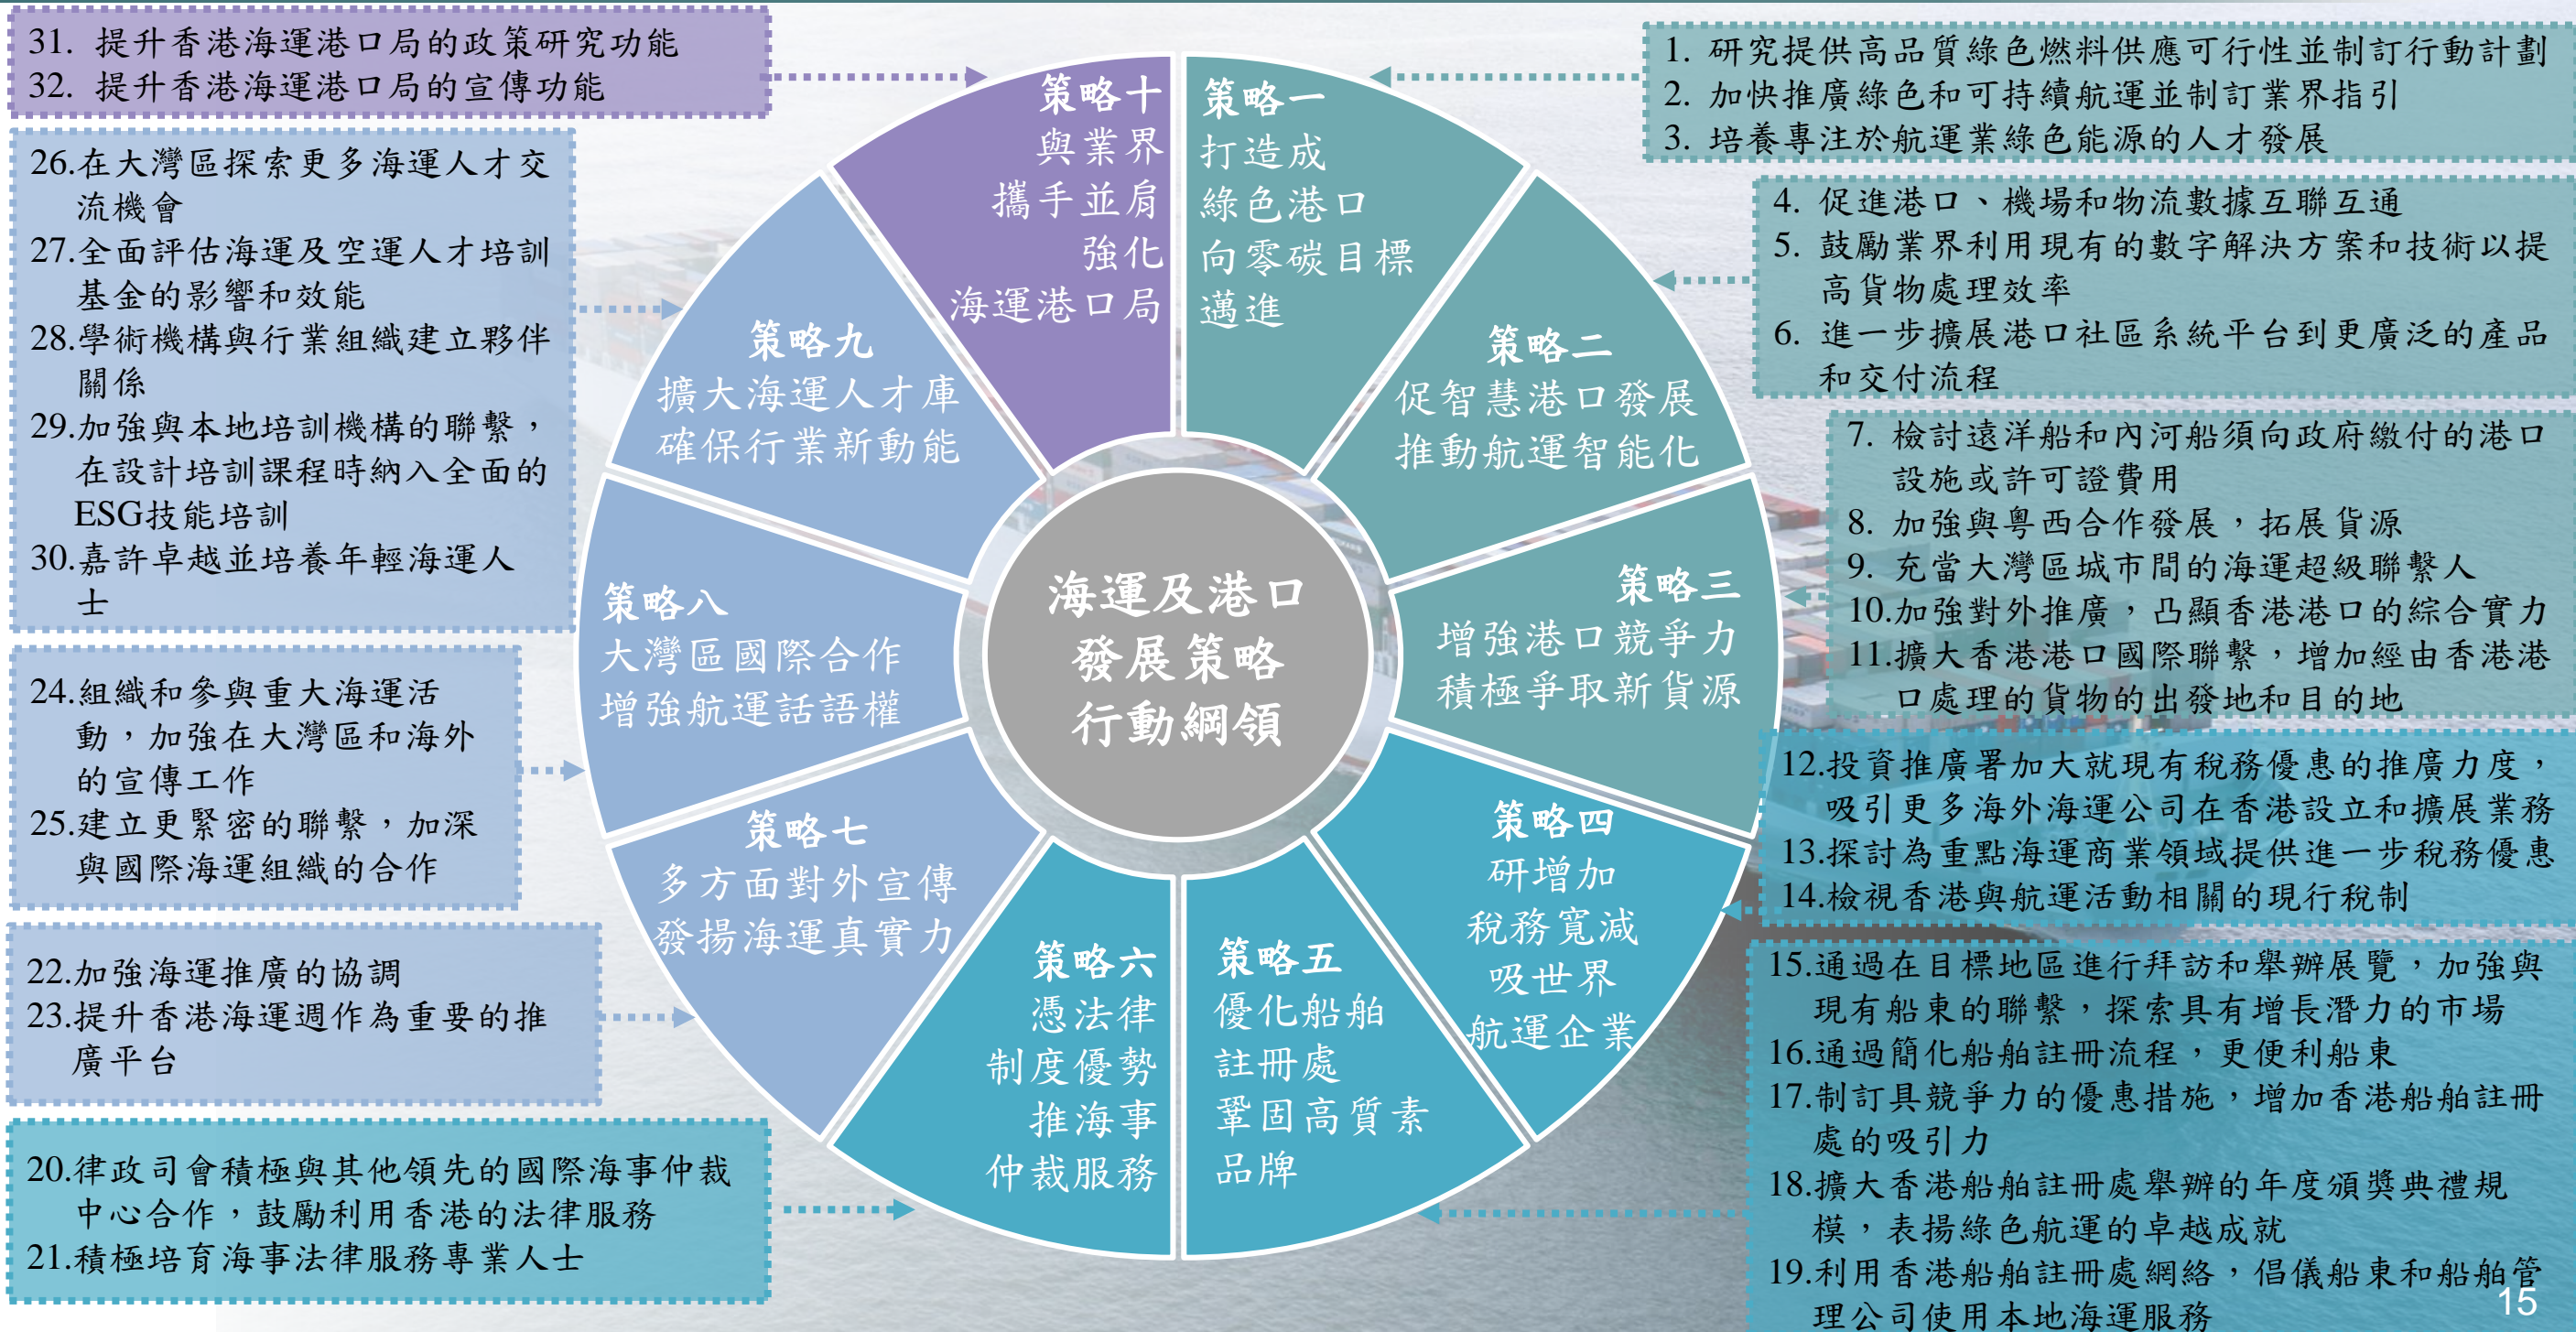 31. 提升香港海運港口局的政策研究功能
32. 提升香港海運港口局的宣傳功能
26.在大灣區探索更多海運人才交
流機會
27.全面評估海運及空運人才培訓
基金的影響和效能
28.學術機構與行業組織建立夥伴
關係
29.加強與本地培訓機構的聯繫，
在設計培訓課程時納入全面的
ESG技能培訓
30.嘉許卓越並培養年輕海運人
士
24.組織和參與重大海運活
動，加強在大灣區和海外
的宣傳工作
25.建立更緊密的聯繫，加深
與國際海運組織的合作
22.加強海運推廣的協調
23.提升香港海運週作為重要的推
廣平台
20.律政司會積極與其他領先的國際海事仲裁
中心合作，鼓勵利用香港的法律服務
21.積極培育海事法律服務專業人士
策略十
與業界
攜手並肩
強化
海運港口局
策略一
打造成
綠色港口
向零碳目標
邁進
策略九
擴大海運人才庫
確保行業新動能
策略二
促智慧港口發展
推動航運智能化
策略八
大灣區國際合作
增強航運話語權
海運及港口
發展策略
行動綱領
策略三
增強港口競爭力
積極爭取新貨源
策略七
多方面對外宣傳
發揚海運真實力
策略四
研增加
稅務寬減
吸世界
航運企業
策略六
憑法律
制度優勢
推海事
仲裁服務
策略五
優化船舶
註冊處
鞏固高質素
品牌
1. 研究提供高品質綠色燃料供應可行性並制訂行動計劃
2. 加快推廣綠色和可持續航運並制訂業界指引
3. 培養專注於航運業綠色能源的人才發展
4. 促進港口、機場和物流數據互聯互通
5. 鼓勵業界利用現有的數字解決方案和技術以提
高貨物處理效率
6. 進一步擴展港口社區系統平台到更廣泛的產品
和交付流程
7. 檢討遠洋船和內河船須向政府繳付的港口
設施或許可證費用
8. 加強與粵西合作發展，拓展貨源
9. 充當大灣區城市間的海運超級聯繫人
10.加強對外推廣，凸顯香港港口的綜合實力
11.擴大香港港口國際聯繫，增加經由香港港
口處理的貨物的出發地和目的地
12.投資推廣署加大就現有稅務優惠的推廣力度，
吸引更多海外海運公司在香港設立和擴展業務
13.探討為重點海運商業領域提供進一步稅務優惠
14.檢視香港與航運活動相關的現行稅制
15.通過在目標地區進行拜訪和舉辦展覽，加強與
現有船東的聯繫，探索具有增長潛力的市場
16.通過簡化船舶註冊流程，更便利船東
17.制訂具競爭力的優惠措施，增加香港船舶註冊
處的吸引力
18.擴大香港船舶註冊處舉辦的年度頒獎典禮規
模，表揚綠色航運的卓越成就
19.利用香港船舶註冊處網絡，倡儀船東和船舶管
理公司使用本地海運服務
15